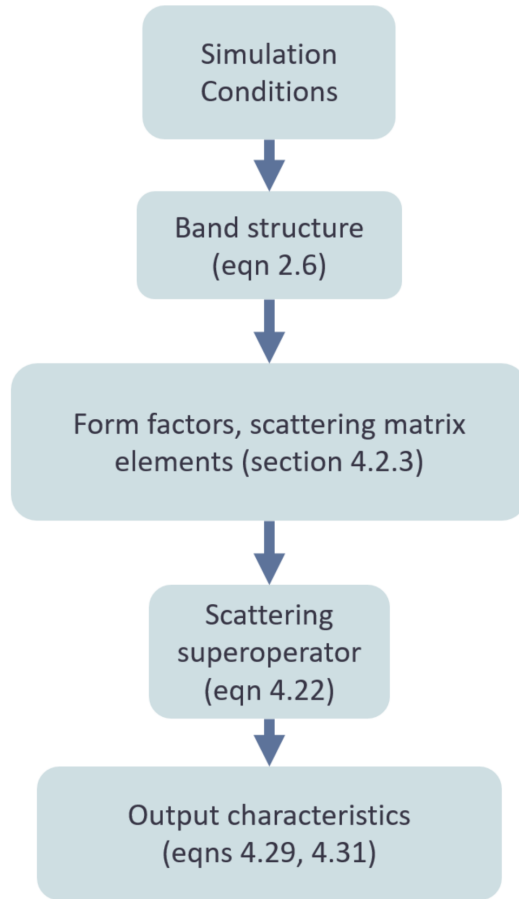 Simulation
Conditions
Band structure
(eqn 2.6)
Form factors, scattering matrix
elements (section 4.2.3)
Scattering
superoperator
(eqn 4.22)
Output characteristics
(eqns 4.29, 4.31)